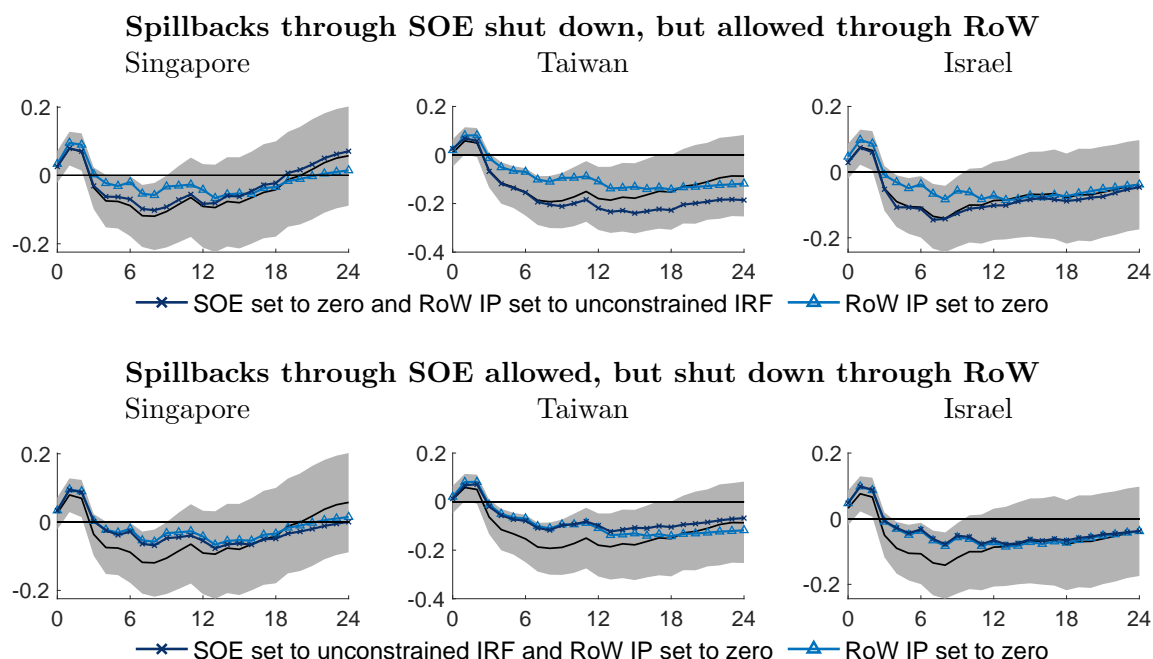 Spillbacks through SOE shut down, but allowed through RoW
Singapore Taiwan Israel
0.2 0.2 0.2
0 0 0
-0.2 -0.2 -0.2
-0.4
0 6 12 18 24 0 6 12 18 24 0 6 12 18 24
SOE set to zero and RoW IP set to unconstrained IRF RoW IP set to zero
Spillbacks through SOE allowed, but shut down through RoW
Singapore Taiwan Israel
0.2 0.2 0.2
0 0 0
-0.2 -0.2 -0.2
-0.4
0 6 12 18 24 0 6 12 18 24 0 6 12 18 24
SOE set to unconstrained IRF and RoW IP set to zero RoW IP set to zero